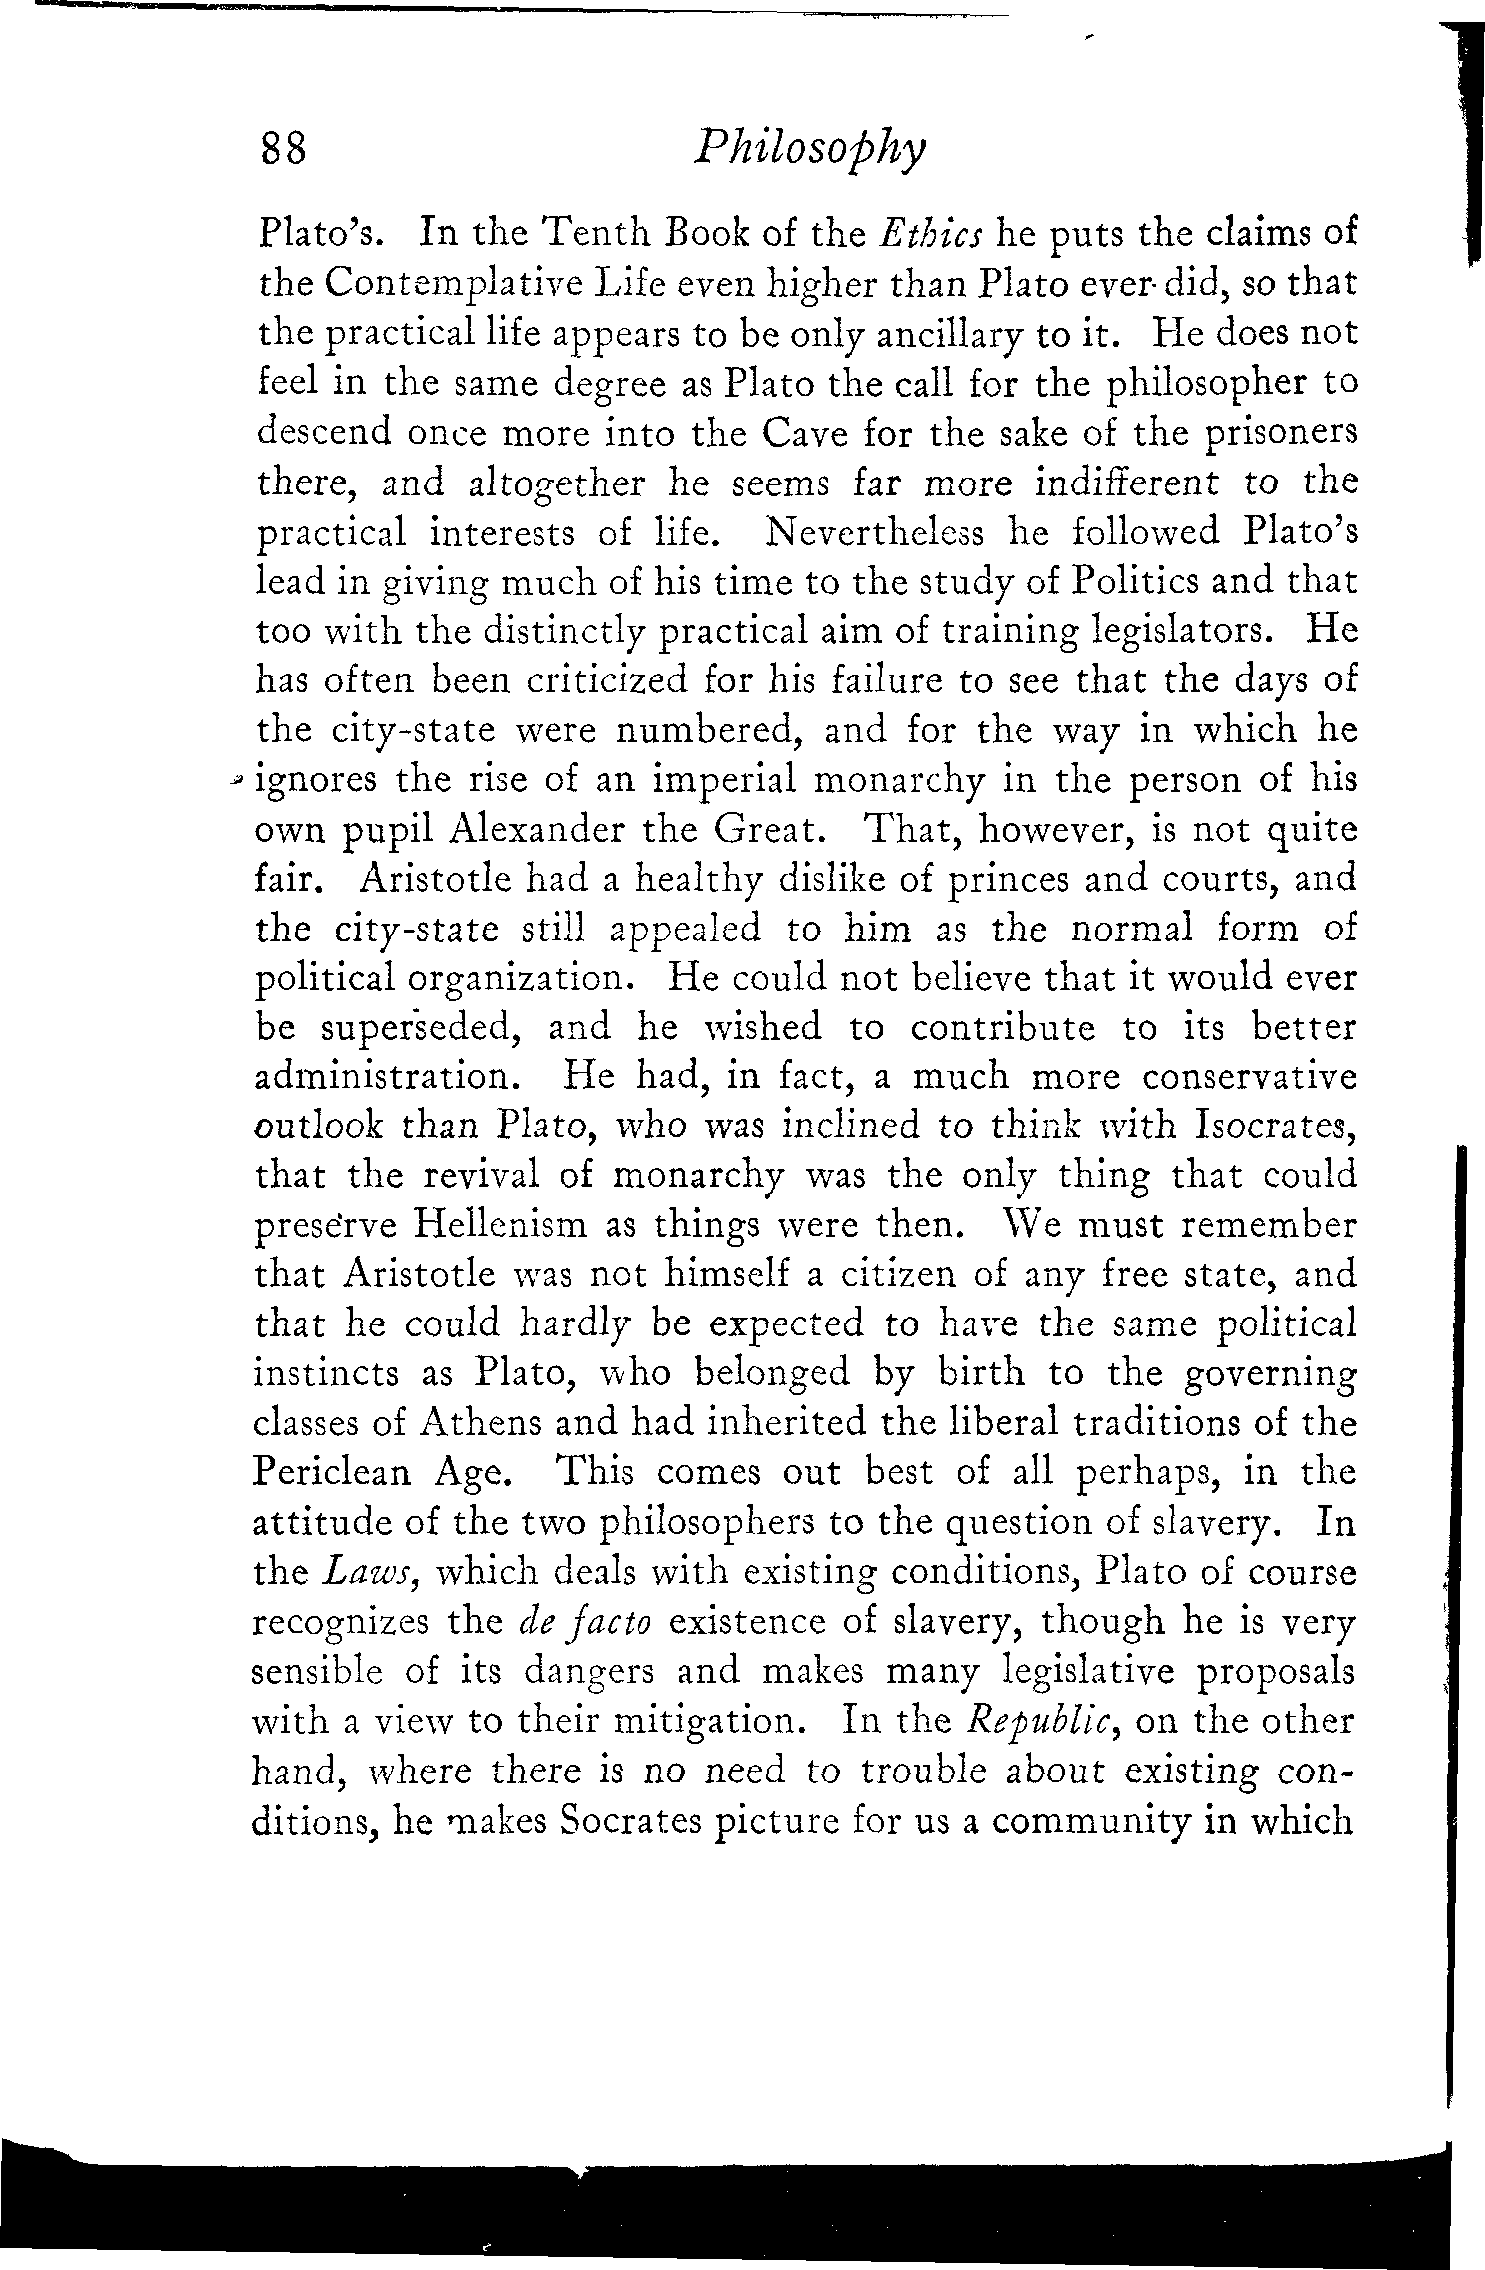 88 Philosophy
Plato's. In the Tenth Book of the Ethics he puts the claims of
the Contemplative Life even higher than Plato ever did, so that
the practical life appears to be only ancillary to it. He does not
feel in the same degree as Plato the call for the philosopher to
descend once more into the Cave for the sake of the prisoners
there, and altogether he seems far more indifferent to the
practical interests of life. Nevertheless he followed Plato's
lead in giving much of his time to the study of Politics and that
too with the distinctly practical aim of training legislators. He
has often been criticized for his failure to see that the days of
the city-state were numbered, and for the way in which he
ignores the rise of an imperial monarchy in the person of his
own pupil Alexander the Great. That, however, is not quite
fair. Aristotle had a healthy dislike of princes and courts, and
the city-state still appealed to him as the normal form of
political organization. He could not believe that it would ever
be superseded, and he wished to contribute to its better
administration. He had, in fact, a much more conservative
outlook than Plato, who was inclined to think with Isocrates,
that the revival of monarchy was the only thing that could
preserve Hellenism as things were then. We must remember
that Aristotle was not himself a citizen of any free state, and
that he could hardly be expected to have the same political
instincts as Plato, who belonged by birth to the governing
classes of Athens and had inherited the liberal traditions of the
Periclean Age. This comes out best of all perhaps, in the
attitude of the two philosophers to the question of slavery. In
the Laws, which deals with existing conditions, Plato of course
recognizes the de facto existence of slavery, though he is very
sensible of its dangers and makes many legislative proposals
with a view to their mitigation. In the Republic, on the other
hand, where there is no need to trouble about existing con-
ditions, he makes Socrates picture for us a community in which